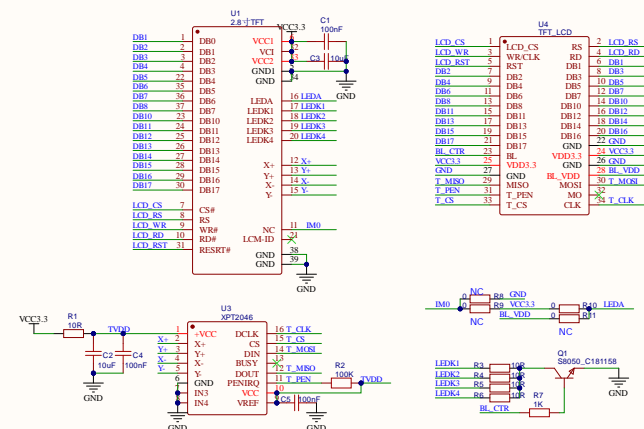 U1
2.8寸TFT
DB1 1 DB0 VCC1 VCC3.3
DB2 2 DB1 VCI
DB3 3 DB2 VCC2
DB4 4 DB3 GND1
DB5 22 DB4 GND
DB6 35 DB5
DB7 36 DB6 LEDA 16 LEDA
DB8 37 DB7 LEDK1 17 LEDK1
DB10 23 DB8 LEDK2 18 LEDK2
DB11 24 DB10 LEDK3 19 LEDK3
DB12 25 DB11 LEDK4 20 LEDK4
DB13 26 DB12
DB14 27 DB13
DB15 28 DB14 X+ 12 X+
DB16 29 DB15 Y+ 13 Y+
DB17 30 DB16 X- 14 X-
DB17 Y- 15 Y-
LCD_CS 7 CS#
LCD_RS 8 RS
LCD_WR 9 WR# NC 11 IM0
LCD_RD 10 RD# LCM-ID 21
LCD_RST 31 RESRT# GND 38
GND 39
GND
C1
100nF
C3 10uF
GND
U4
TFT_LCD
LCD_CS 1 LCD_CS RS 2 LCD_RS
LCD_WR 3 WR/CLK RD 4 LCD_RD
LCD_RST 5 RST DB1 6 DB1
DB2 7 DB2 DB3 8 DB3
DB4 9 DB4 DB5 10 DB5
DB6 11 DB6 DB7 12 DB7
DB8 13 DB8 DB10 14 DB10
DB11 15 DB11 DB12 16 DB12
DB13 17 DB13 DB14 18 DB14
DB15 19 DB15 DB16 20 DB16
DB17 21 DB17 GND 22 GND
BL_CTR 23 BL VDD3.3 24 VCC3.3
VCC3.3 25 VDD3.3 GND 26 GND
GND 27 GND BL_VDD 28 BL_VDD
T_MISO 29 MISO MOSI 30 T_MOSI
T_PEN 31 T_PEN MO 32
T_CS 33 T_CS T_CLK 34 T_CLK
NC
IM0 0 R8 GND
0 R9 VCC3.3 0 R10 LEDA
NC BL_VDD 0 R11
NC
U3
XPT2046
VCC3.3 R1
10R TVDD
1 +VCC DCLK 16 T_CLK
X+ 2 X+ CS 15 T_CS
Y+ 3 Y+ DIN 14 T_MOSI
X- 4 X- BUSY 13
Y- 5 Y- DOUT 12 T_MISO
6 GND PENIRQ 11 T_PEN
7 IN3 VCC 10
8 IN4 VREF 9
C2
10uF
C4
100nF
GND
GND
C5 100nF
GND
R2
100K
TVDD
LEDK1 R3 10R
LEDK2 R4 10R
LEDK3 R5 10R
LEDK4 R6 10R
BL_CTR R7
1K
Q1
S8050_C181158
GND